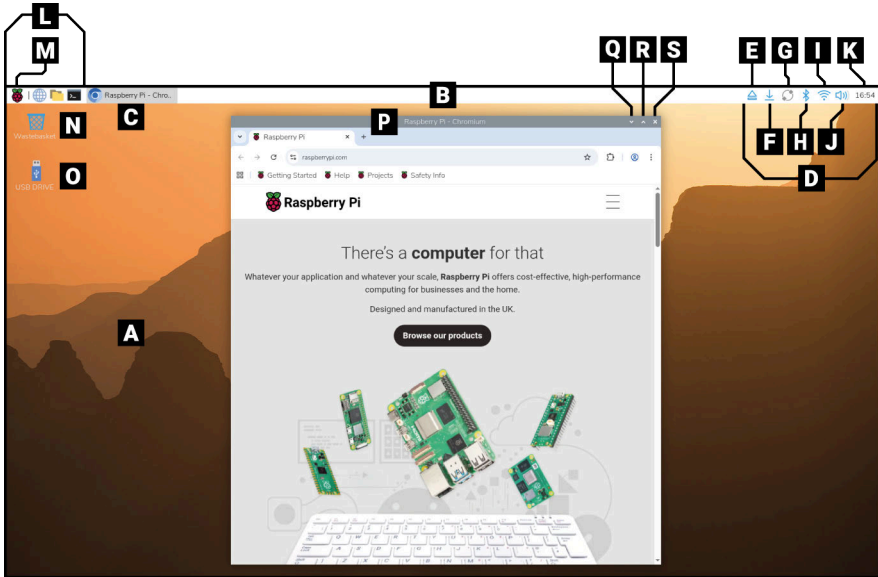 L
M
Q R S E G I K
Raspberry Pi - Chro..
B
16:54
C
P
Raspberry Pi - Chromium
N
Wastebasket
Raspberry Pi
F H J
raspberrypi.com
O
D
USB DRIVE
Getting Started Help Projects Safety Info
Raspberry Pi
There's a computer for that
Whatever your application and whatever your scale, Raspberry Pi offers cost-effective, high-performance
computing for businesses and the home.
Designed and manufactured in the UK.
A
Browse our products